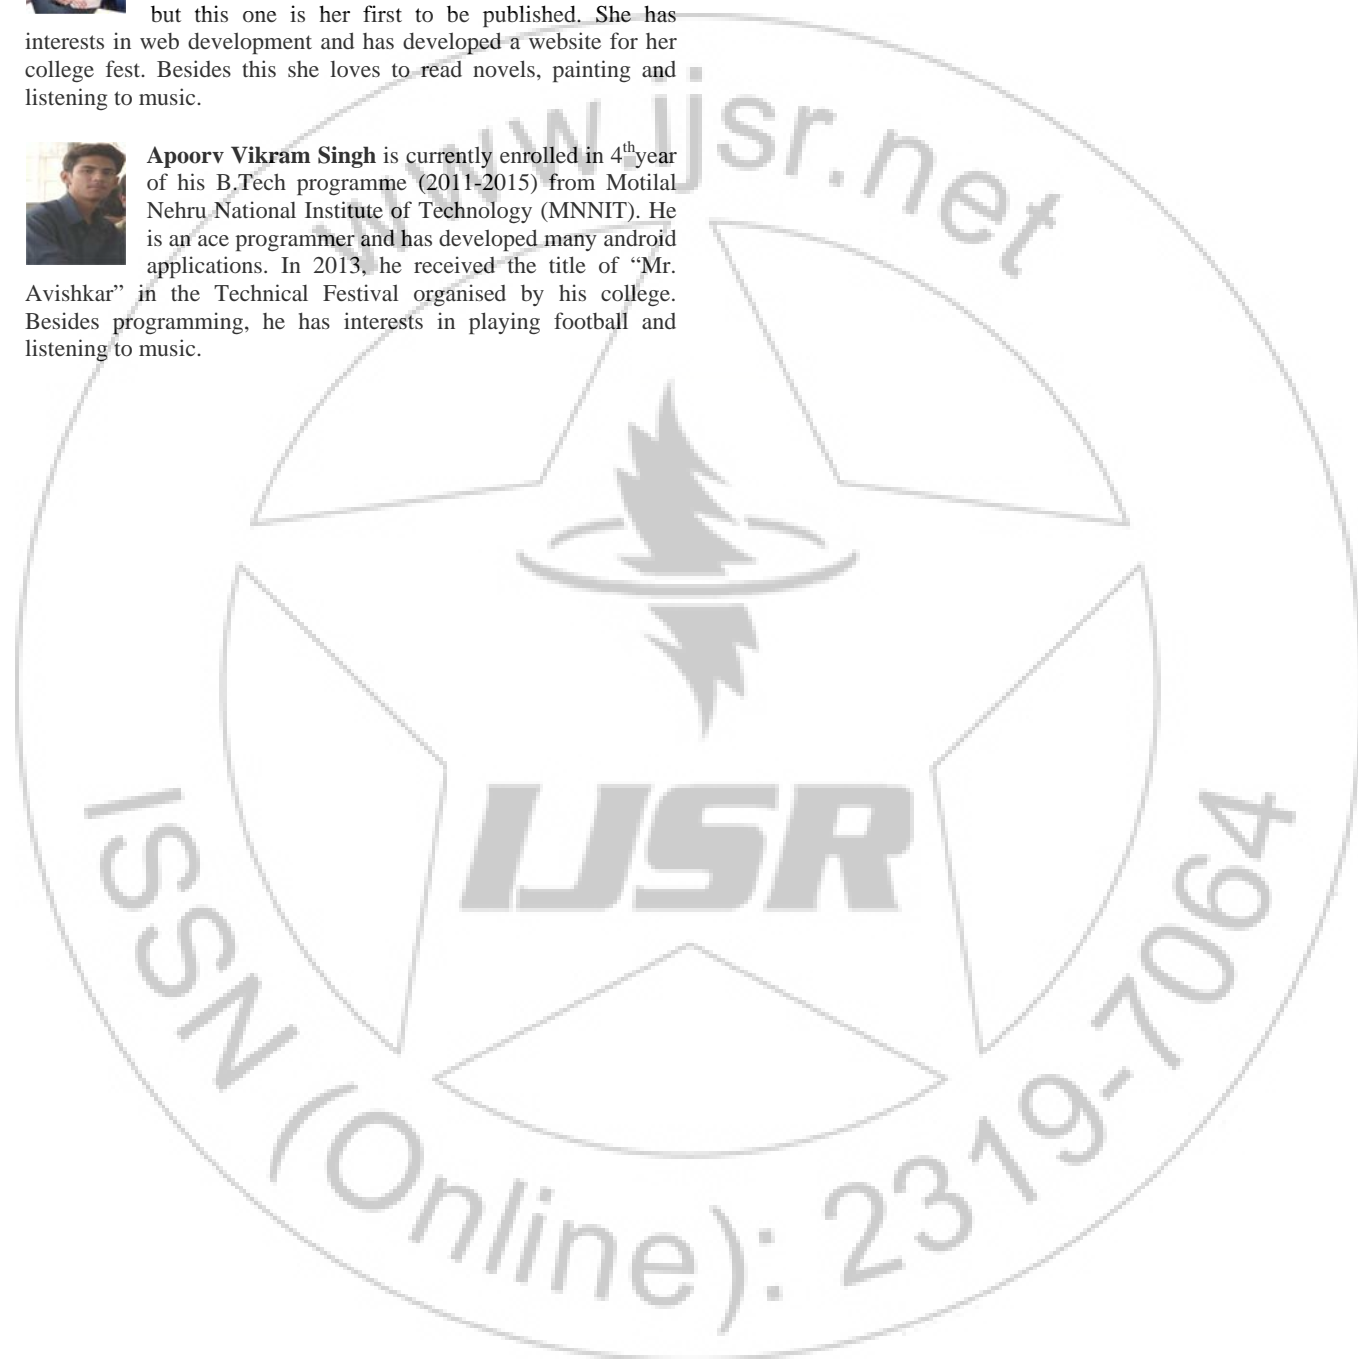 but this one is her first to be published. She has
interests in web development and has developed a website for her
college fest. Besides this she loves to read novels, painting and
listening to music.
Apoorv Vikram Singh is currently enrolled in 4thyear
of his B.Tech programme (2011-2015) from Motilal
Nehru National Institute of Technology (MNNIT). He
is an ace programmer and has developed many android
applications. In 2013, he received the title of “Mr.
Avishkar” in the Technical Festival organised by his college.
Besides programming, he has interests in playing football and
listening to music.
www.ijsr.net
IJSR
ISSN (Online): 2319-7064